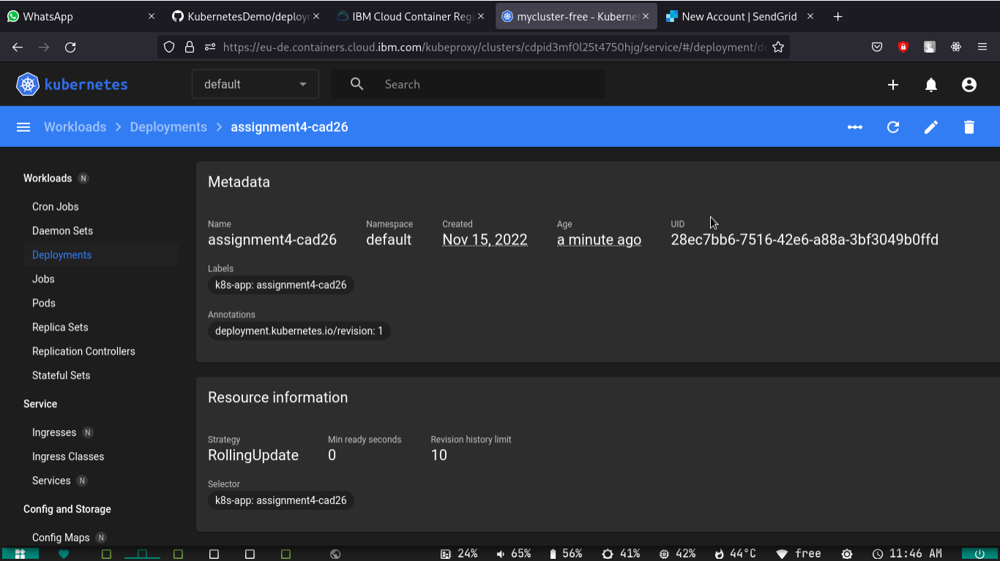 WhatsApp
KubernetesDemo/deploy
IBM Cloud Container Regi
mycluster-free - Kuberne
New Account | SendGrid
https://eu-de.containers.cloud.ibm.com/kubeproxy/clusters/cdpid3mf0l25t4750hjg/service/#/deployment/de
kubernetes
default
Search
Workloads > Deployments > assignment4-cad26
Workloads N
Cron Jobs
Daemon Sets
Deployments
Jobs
Pods
Replica Sets
Replication Controllers
Stateful Sets
Service
Ingresses N
Ingress Classes
Services N
Config and Storage
Config Maps N
Metadata
Name
assignment4-cad26
Namespace
default
Created
Nov 15, 2022
Age
a minute ago
UID
28ec7bb6-7516-42e6-a88a-3bf3049b0ffd
Labels
k8s-app: assignment4-cad26
Annotations
deployment.kubernetes.io/revision: 1
Resource information
Strategy
RollingUpdate
Min ready seconds
0
Revision history limit
10
Selector
k8s-app: assignment4-cad26
24% 65% 56% 41% 42% 44°C free 11:46 AM